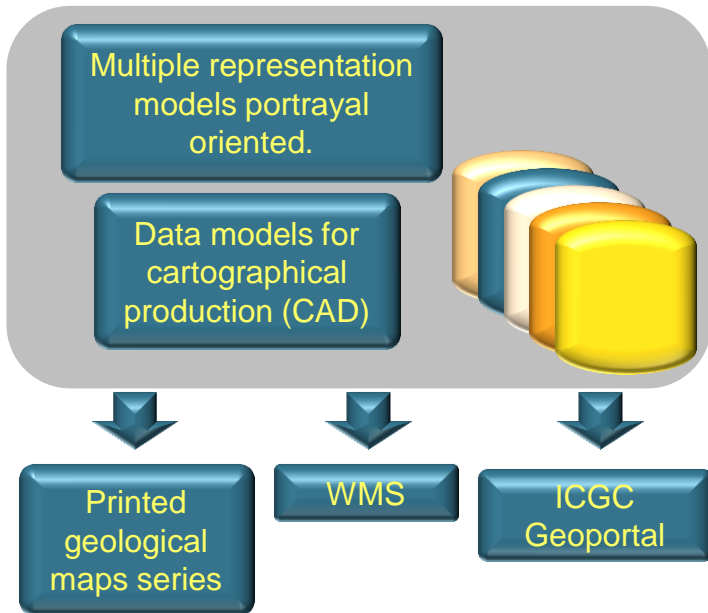 Multiple representation
models portrayal
oriented.
Data models for
cartographical
production (CAD)
Printed
geological
maps series
WMS
ICGC
Geoportal